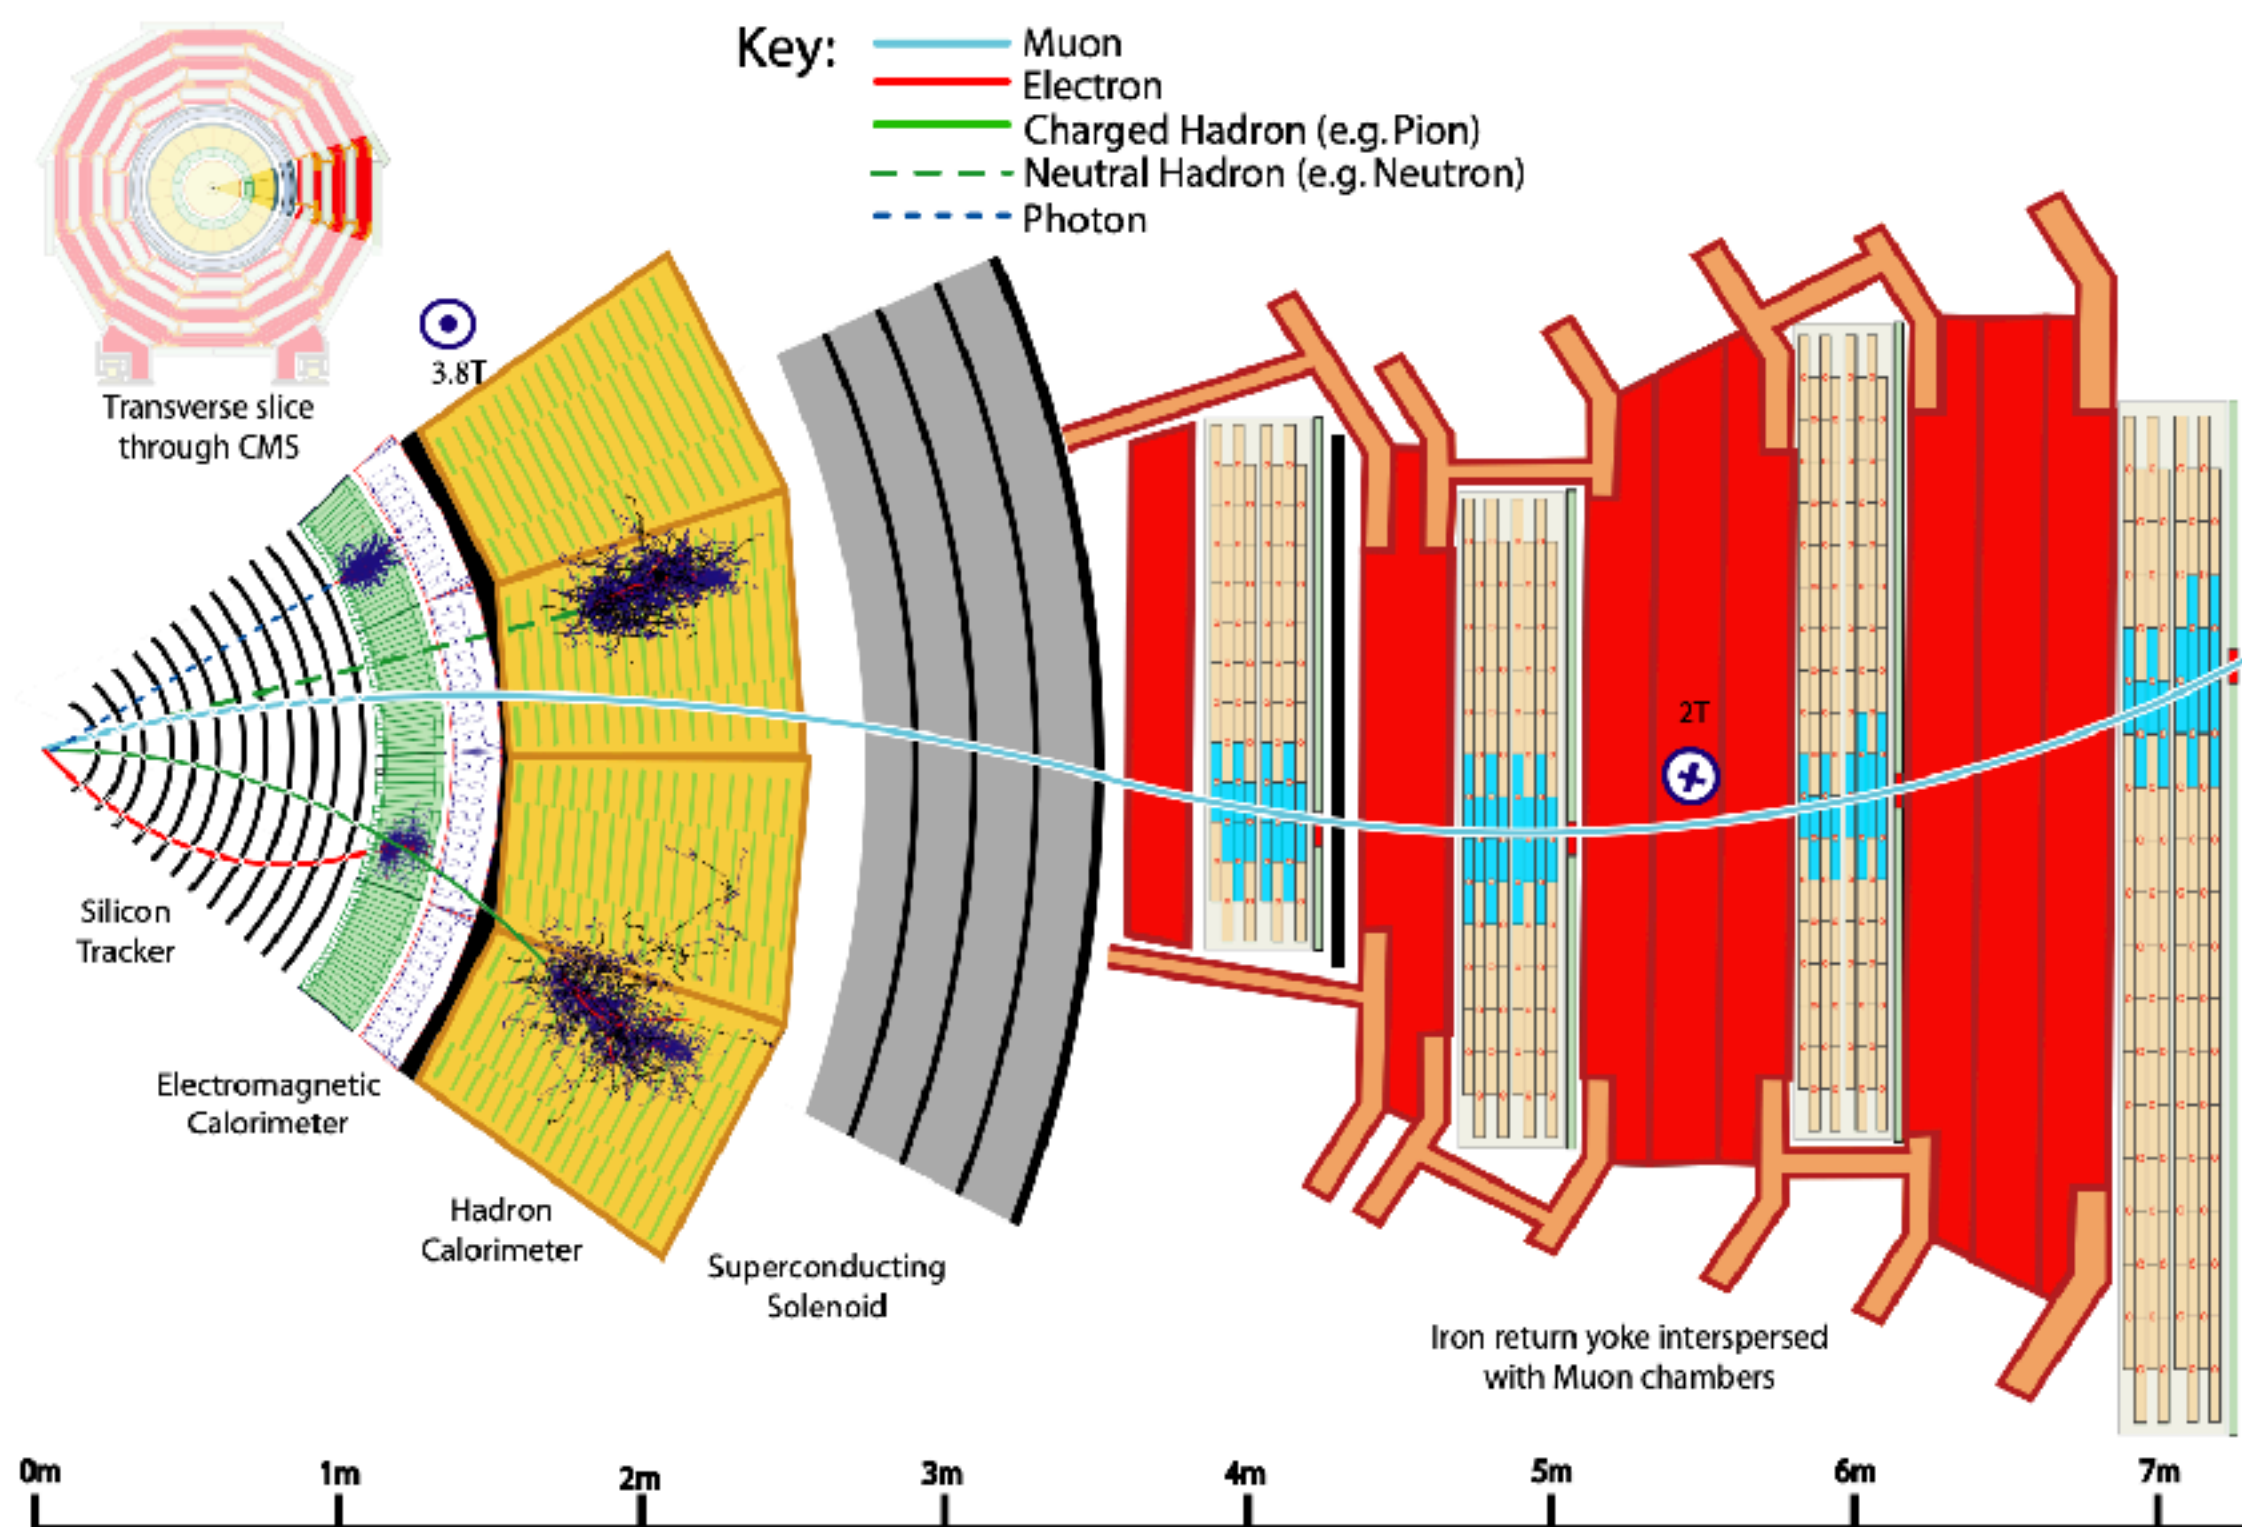 Key:
Muon
Electron
Charged Hadron (e.g. Pion)
Neutral Hadron (e.g. Neutron)
Photon
3.8T
Transverse slice
through CMS
2T
Silicon
Tracker
Electromagnetic
Calorimeter
Hadron
Calorimeter
Superconducting
Solenoid
Iron return yoke interspersed
with Muon chambers
0m 1m 2m 3m 4m 5m 6m 7m